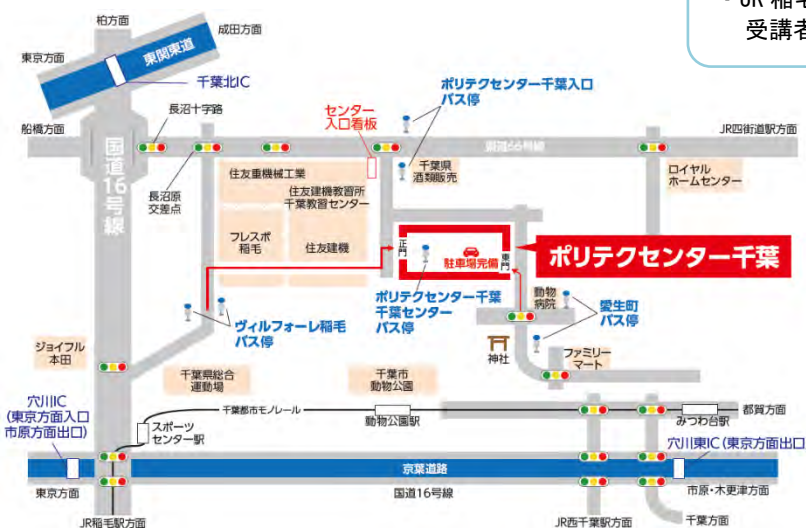 ・JR 稲毛
受講者
柏方面
成田方面
東京方面
東関東道
千葉北IC
ポリテクセンター千葉入口
バス停
長沼十字路
センター
入口看板
船橋方面
国道16号線
国道66号線
JR四街道駅方面
長沼原
交差点
住友重機械工業
住友建機教習所
千葉教習センター
千葉県
酒類販売
ロイヤル
ホームセンター
フレスポ
稲毛
住友建機
正門
駐車場完備
東門
ポリテクセンター千葉
ポリテクセンター千葉
千葉センター
バス停
動物
病院
愛生町
バス停
ヴィルフォーレ稲毛
バス停
神社
ファミリー
マート
ジョイフル
本田
千葉県総合
運動場
千葉市
動物公園
穴川IC
(東京方面入口
市原方面出口)
スポーツ
センター駅
千葉都市モノレール
動物公園駅
みつわ台駅
都賀方面
穴川東IC(東京方面出口
京葉道路
東京方面
国道16号線
市原・木更津方面
JR稲毛駅方面
JR西千葉駅方面
千葉方面